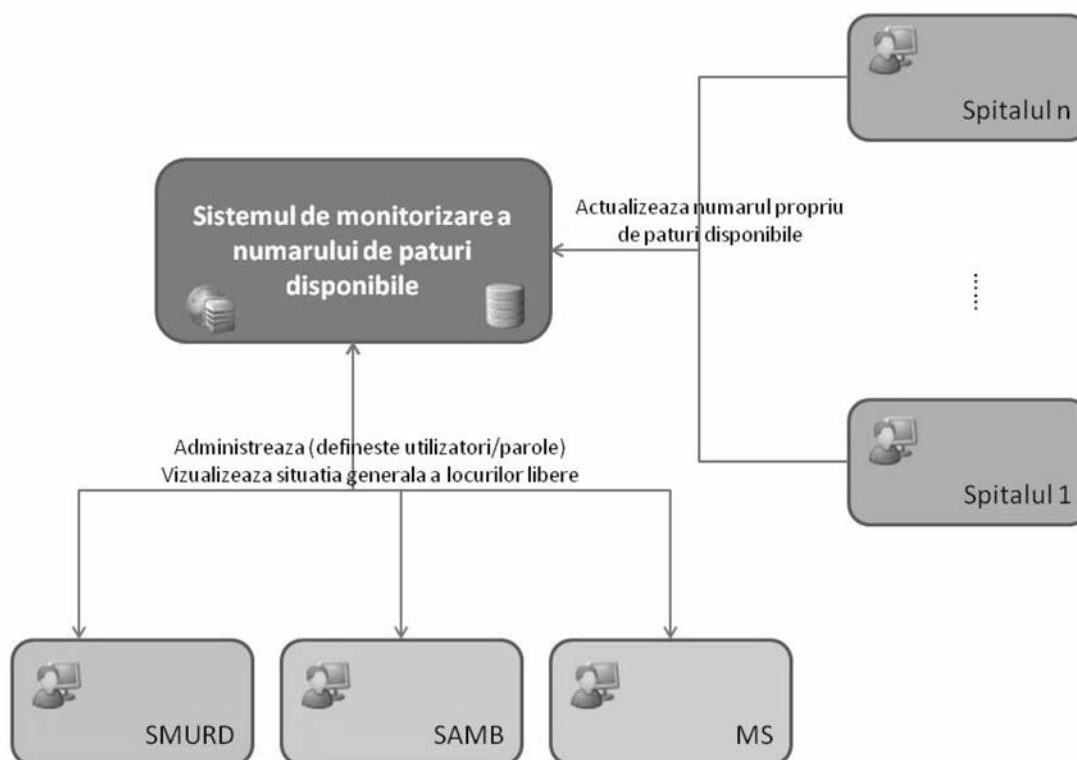 Spitalul n
Sistemul de monitorizare a
numarului de paturi
disponibile
Actualizeaza numarul propriu
de paturi disponibile
Administreaza (defineste utilizatori/parole)
Vizualizeaza situatia generala a locurilor libere
Spitalul 1
SMURD
SAMB
MS